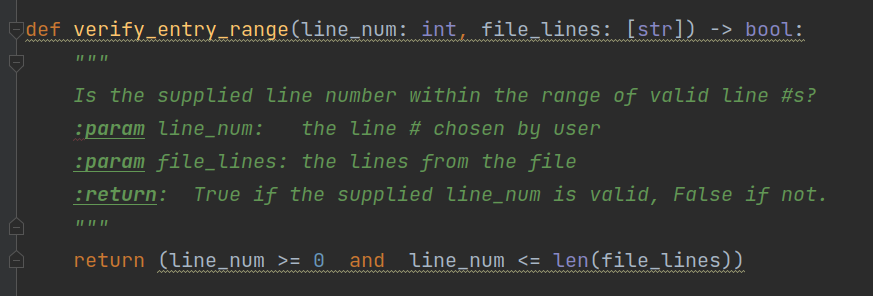 def verify_entry_range(line_num: int, file_lines: [str]) -> bool:
    """
    Is the supplied line number within the range of valid line #s?
    :param line_num:   the line # chosen by user
    :param file_lines: the lines from the file
    :return:  True if the supplied line_num is valid, False if not.
    """
    return (line_num >= 0  and  line_num <= len(file_lines))